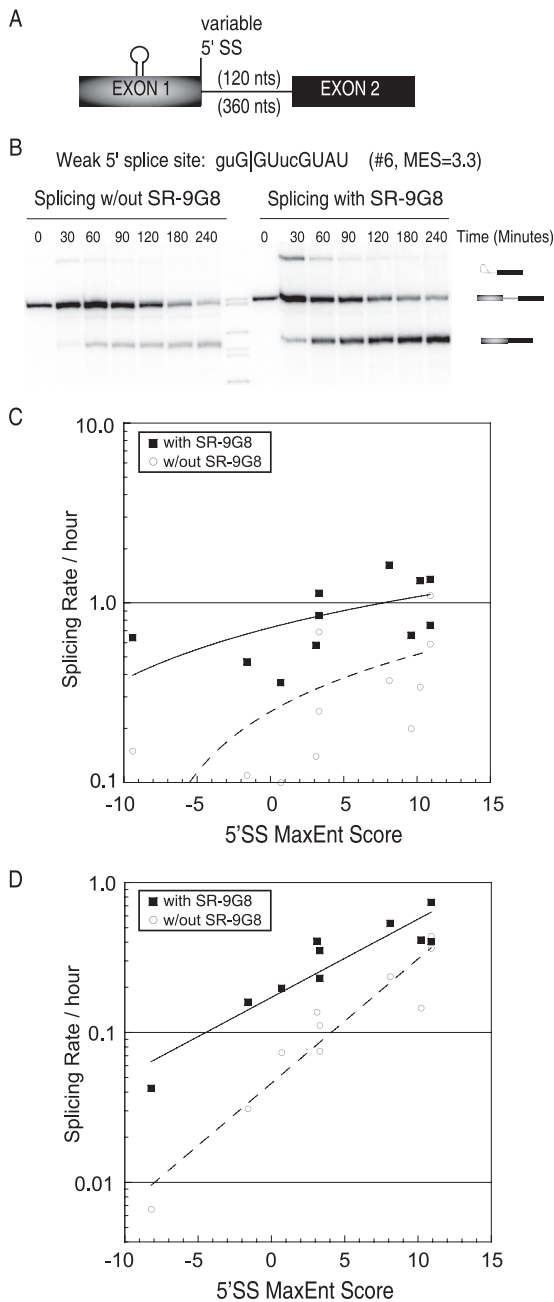 A
variable
5' SS
EXON 1
(120 nts)
(360 nts)
EXON 2
B
Weak 5' splice site: guG|GUucGUAU (#6, MES=3.3)
Splicing w/out SR-9G8
Splicing with SR-9G8
0 30 60 90 120 180 240
0 30 60 90 120 180 240
Time (Minutes)
C
10.0
1.0
0.1
with SR-9G8
w/out SR-9G8
Splicing Rate / hour
-10 -5 0 5 10 15
5'SS MaxEnt Score
D
1.0
0.1
0.01
with SR-9G8
w/out SR-9G8
Splicing Rate / hour
-10 -5 0 5 10 15
5'SS MaxEnt Score